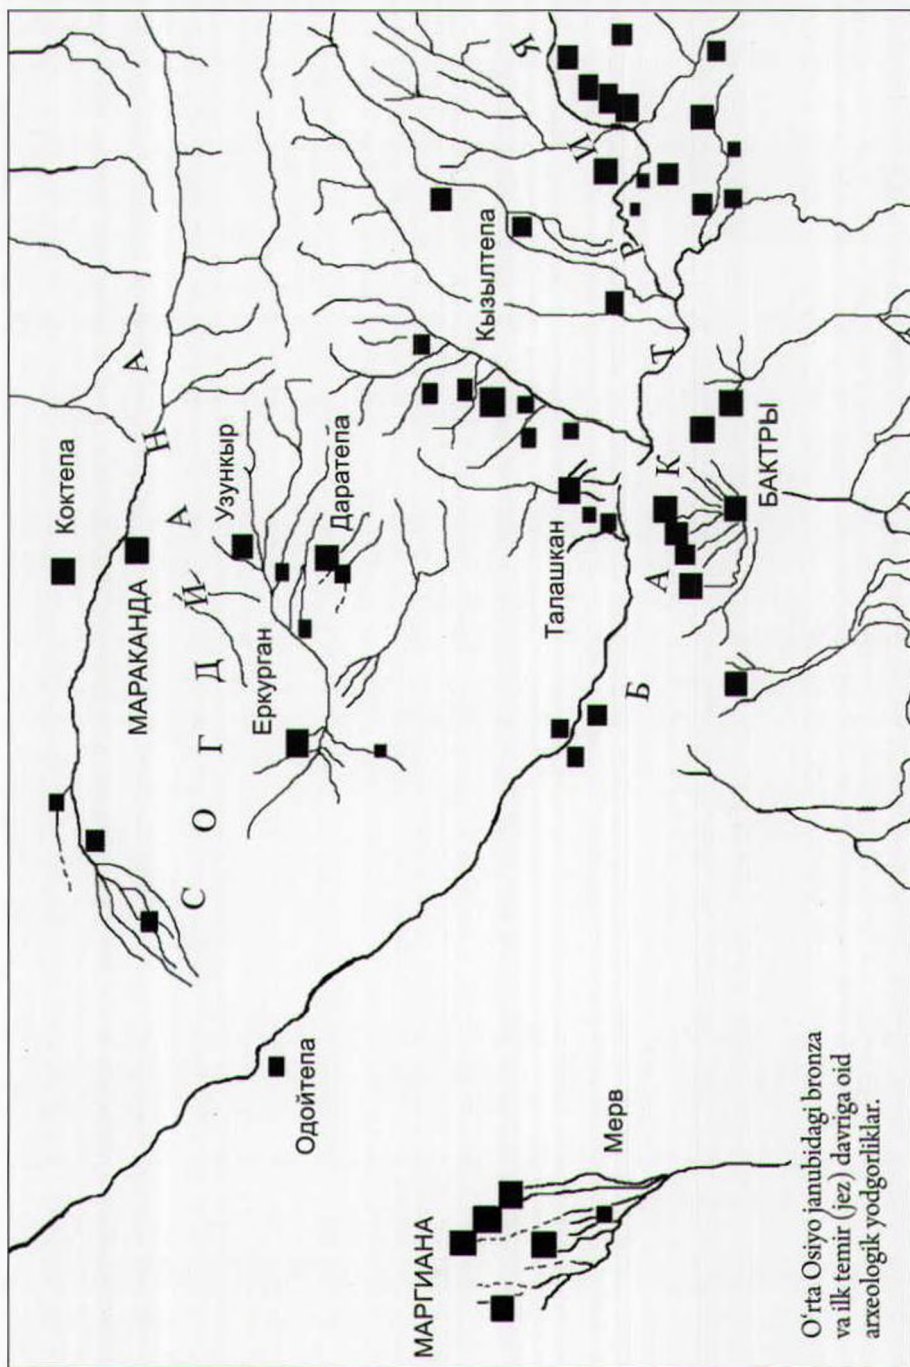 Коктепа
МАРАКАНДА
С О Г Д И А Н А
Узункыр
Еркурган
Одойтепа
Даратепа
МАРГИАНА
Кызылтепа
Талашкан
Мерв
Б А К Т Р И Я
БАКТРЫ
O‘rta Osiyo janubidagi bronza
va ilk temir (jez) davriga oid
arxeologik yodgorliklar.